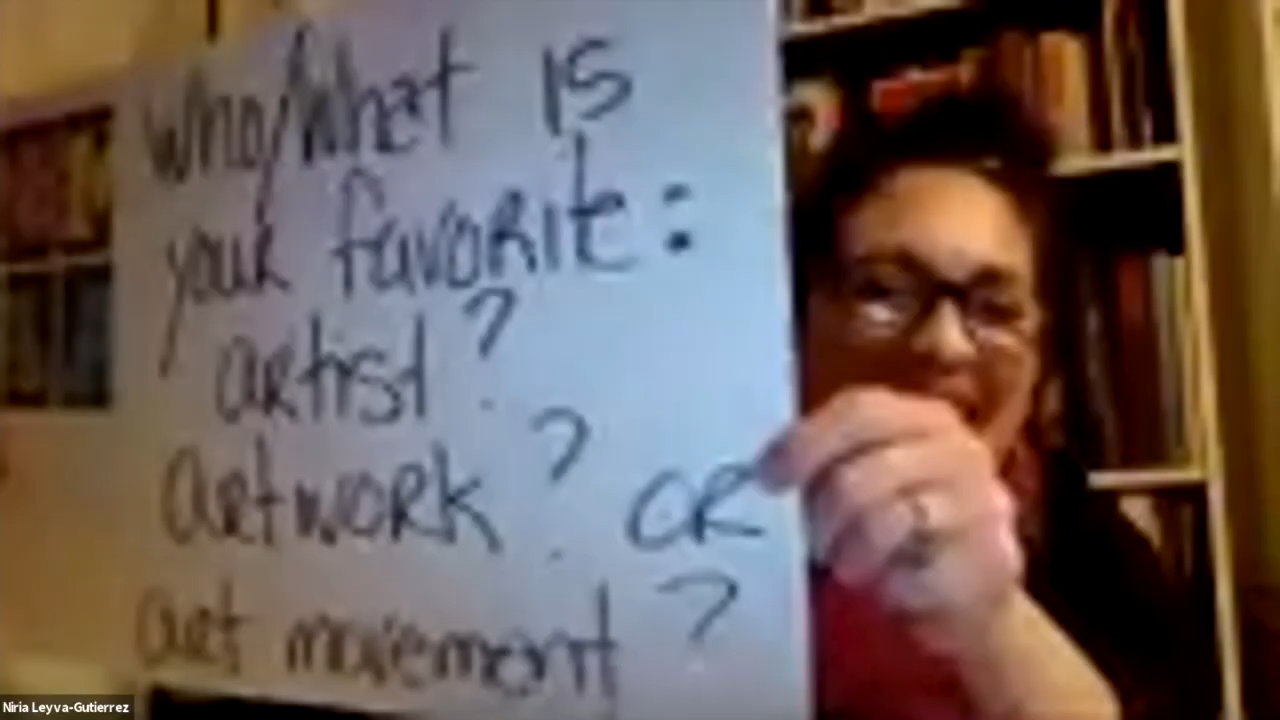 Who/What IS
your favorite:
artist?
artwork? OR
art movement?
Niria Leyva-Gutierrez